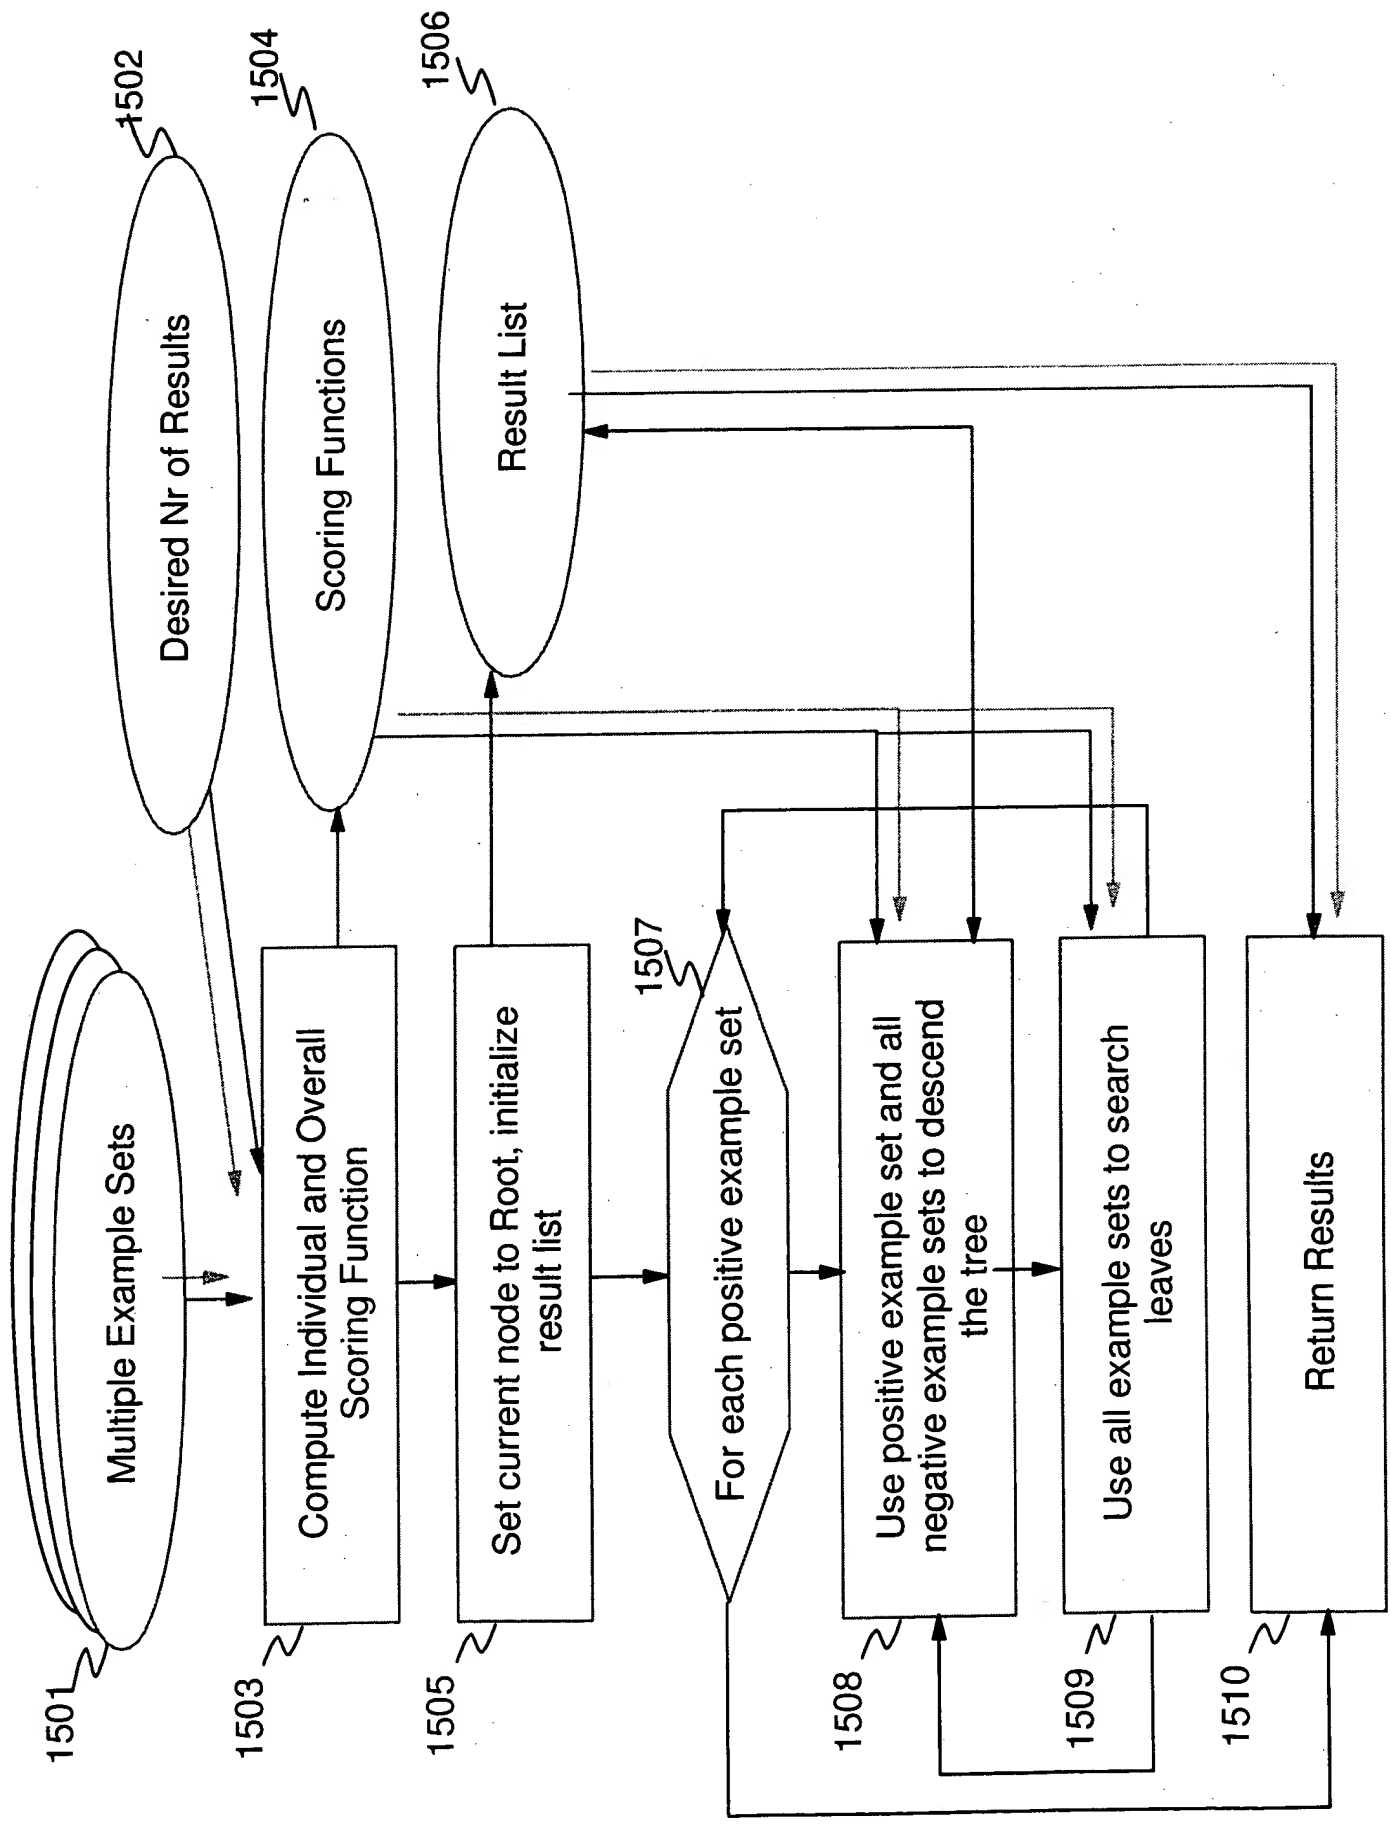 1501
Multiple Example Sets
1502
Desired Nr of Results
1503
Compute Individual and Overall
Scoring Function
1504
Scoring Functions
1505
Set current node to Root, initialize
result list
1506
Result List
1507
For each positive example set
1508
Use positive example set and all
negative example sets to descend
the tree
1509
Use all example sets to search
leaves
1510
Return Results